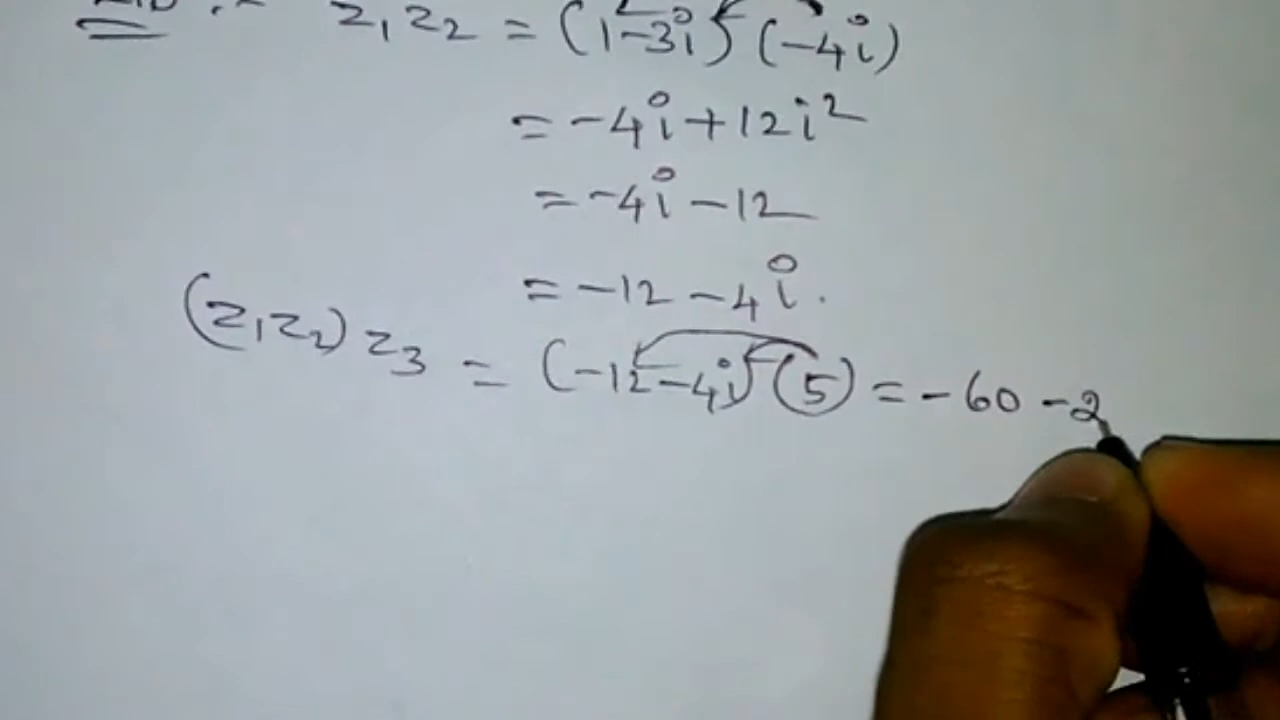 z₁z₂ = (1-3i)(-4i)
= -4i+12i²
= -4i-12
= -12-4i.
(z₁z₂)z₃ = (-12-4i)(5) = -60-2